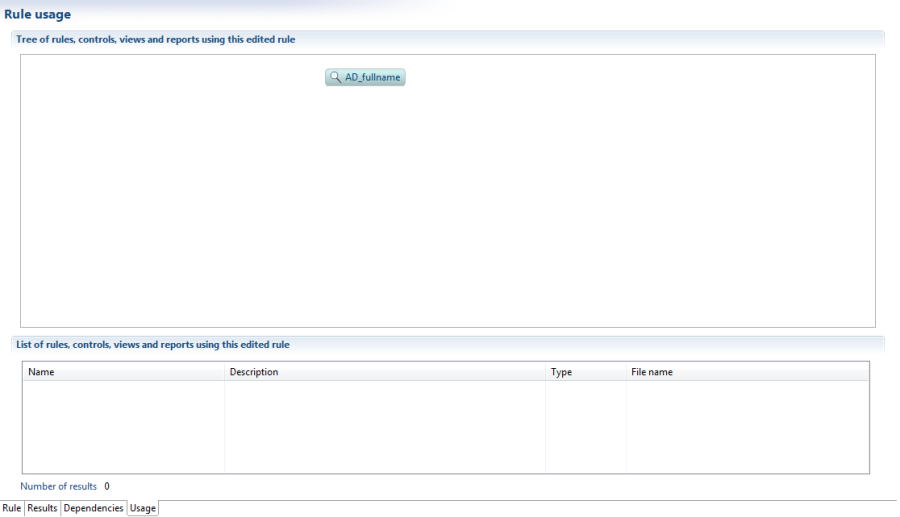 Rule usage
Tree of rules, controls, views and reports using this edited rule
AD_fullname
List of rules, controls, views and reports using this edited rule
Name Description Type File name
Number of results 0
Rule Results Dependencies Usage